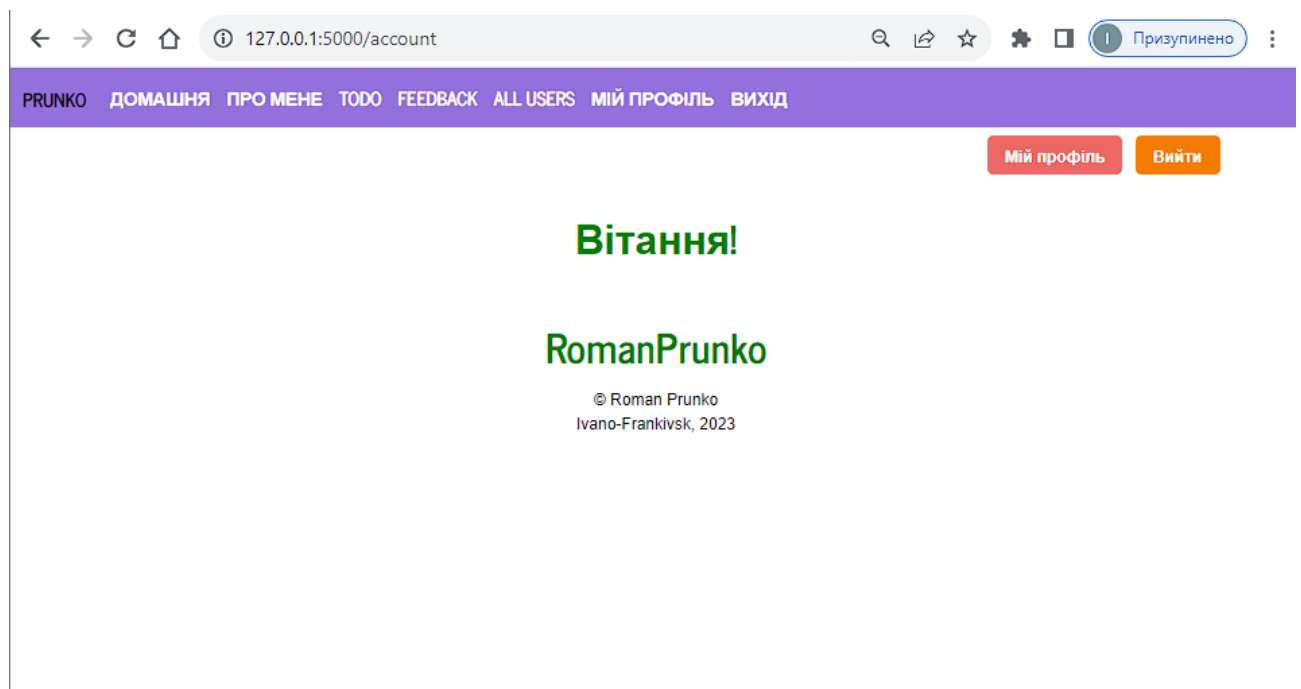 127.0.0.1:5000/account
І Призупинено
PRUNKO ДОМАШНЯ ПРО МЕНЕ TODO FEEDBACK ALL USERS МІЙ ПРОФІЛЬ ВИХІД
Мій профіль Вийти
Вітання!
RomanPrunko
© Roman Prunko
Ivano-Frankivsk, 2023